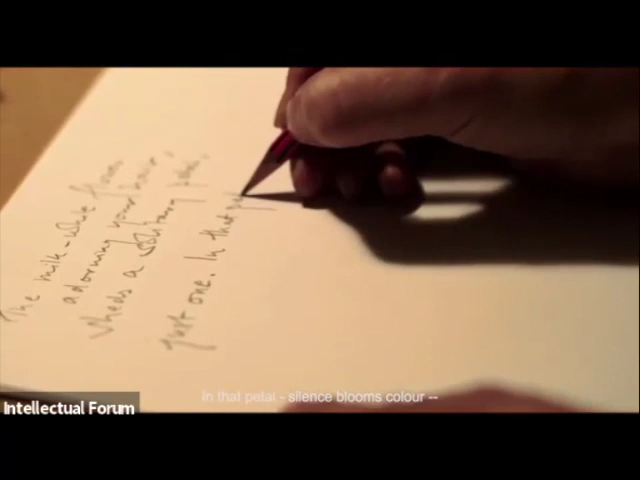 The milk-white flower
adorning your hair,
sheds a solitary petal,
just one. In that pe
In that petal - silence blooms colour --
Intellectual Forum